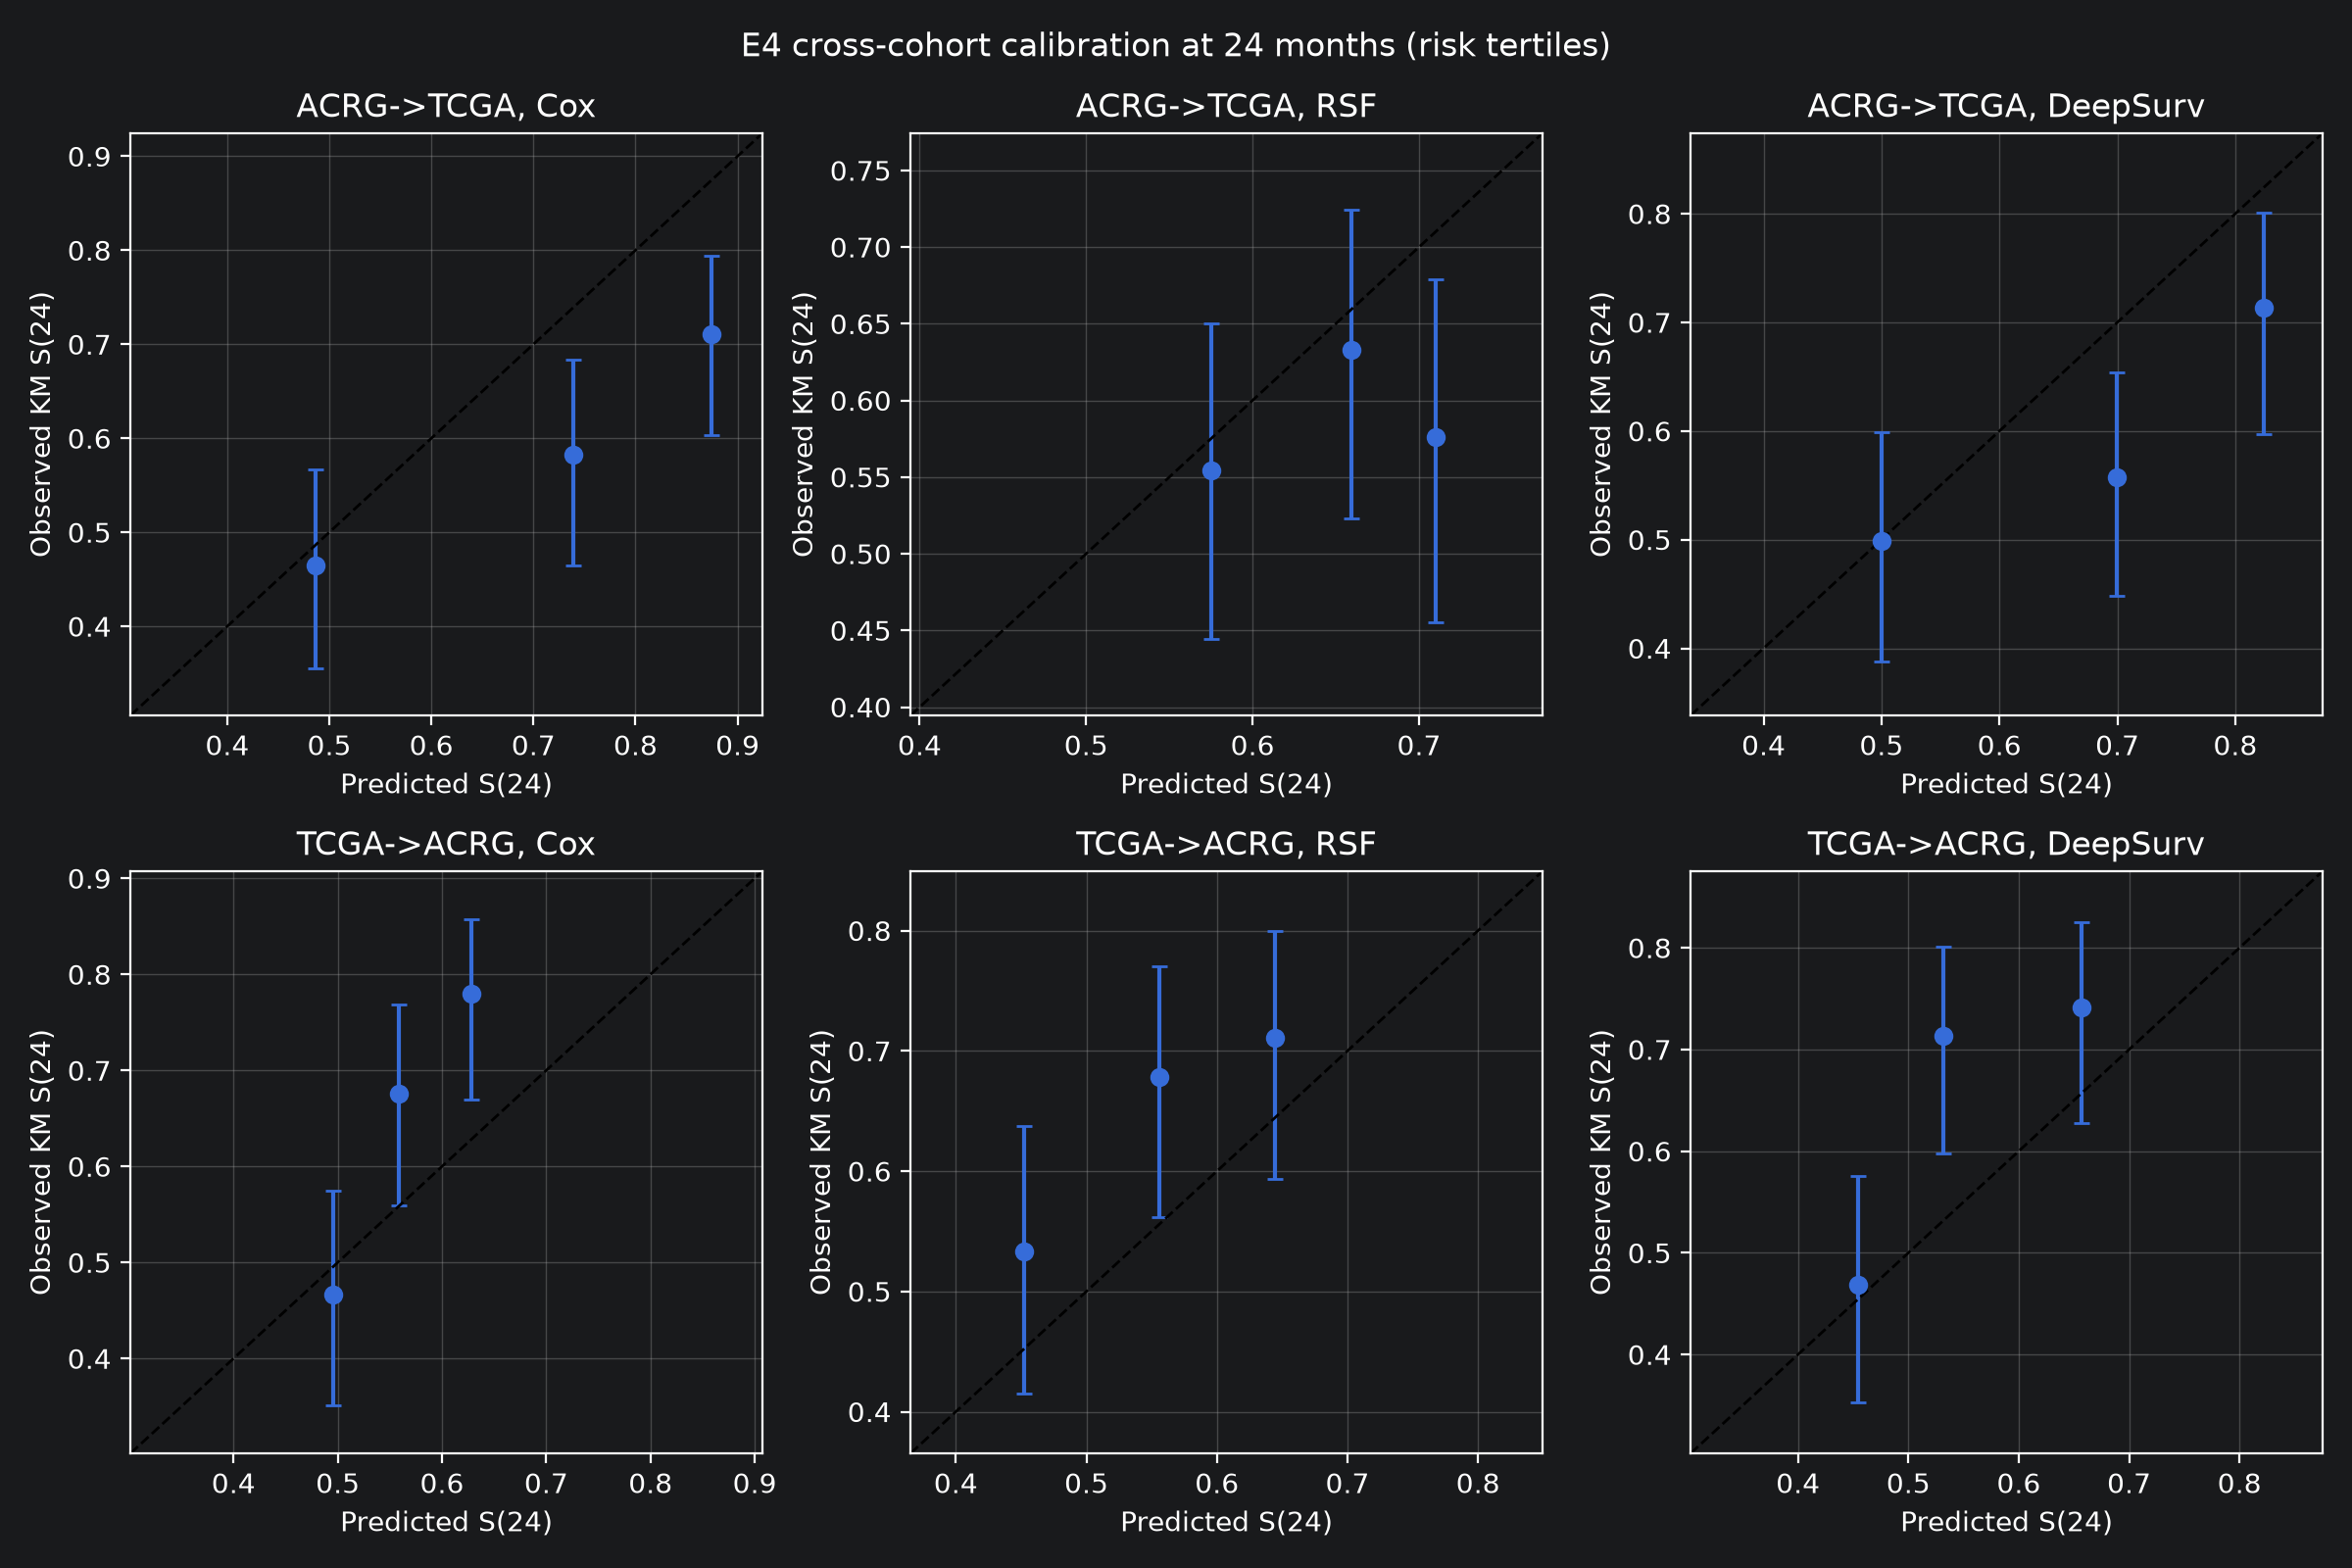 E4 cross-cohort calibration at 24 months (risk tertiles)
ACRG->TCGA, Cox
Observed KM S(24)
0.9
0.8
0.7
0.6
0.5
0.4
0.4 0.5 0.6 0.7 0.8 0.9
Predicted S(24)
ACRG->TCGA, RSF
Observed KM S(24)
0.75
0.70
0.65
0.60
0.55
0.50
0.45
0.40
0.4 0.5 0.6 0.7
Predicted S(24)
ACRG->TCGA, DeepSurv
Observed KM S(24)
0.8
0.7
0.6
0.5
0.4
0.4 0.5 0.6 0.7 0.8
Predicted S(24)
TCGA->ACRG, Cox
Observed KM S(24)
0.9
0.8
0.7
0.6
0.5
0.4
0.4 0.5 0.6 0.7 0.8 0.9
Predicted S(24)
TCGA->ACRG, RSF
Observed KM S(24)
0.8
0.7
0.6
0.5
0.4
0.4 0.5 0.6 0.7 0.8
Predicted S(24)
TCGA->ACRG, DeepSurv
Observed KM S(24)
0.8
0.7
0.6
0.5
0.4
0.4 0.5 0.6 0.7 0.8
Predicted S(24)